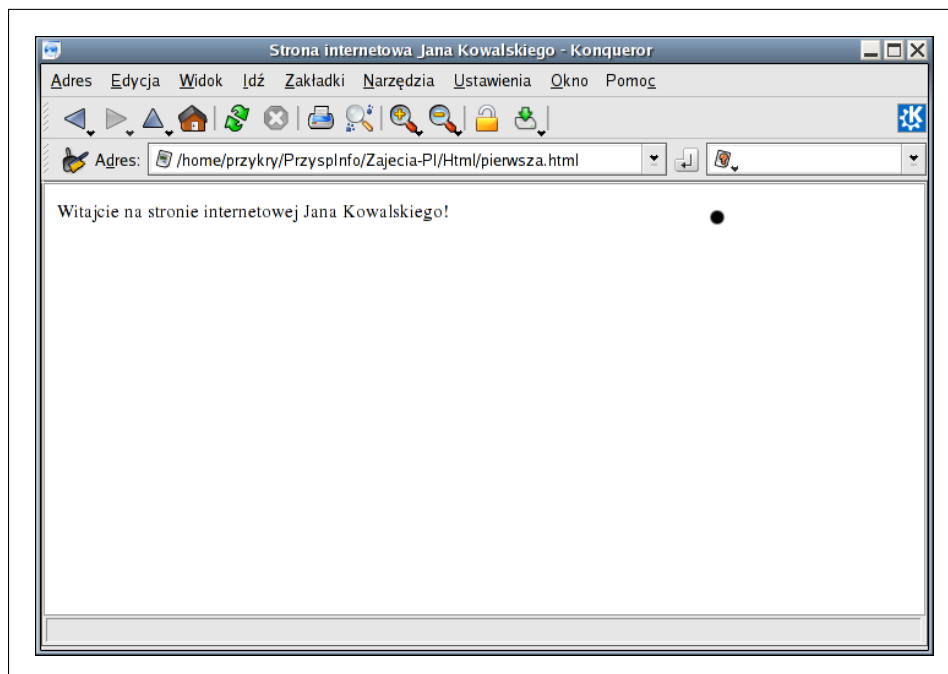 Strona internetowa Jana Kowalskiego - Konqueror
Adres Edycja Widok Idź Zakładki Narzędzia Ustawienia Okno Pomoc
Adres: /home/przykry/PrzyspInfo/Zajecia-PI/Html/pierwsza.html
Witajcie na stronie internetowej Jana Kowalskiego!